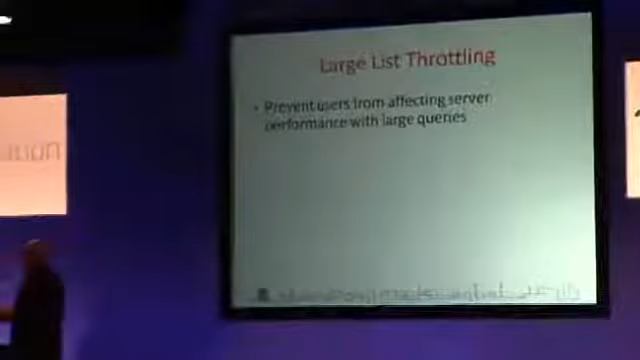 Large List Throttling
• Prevent users from affecting server
performance with large queries